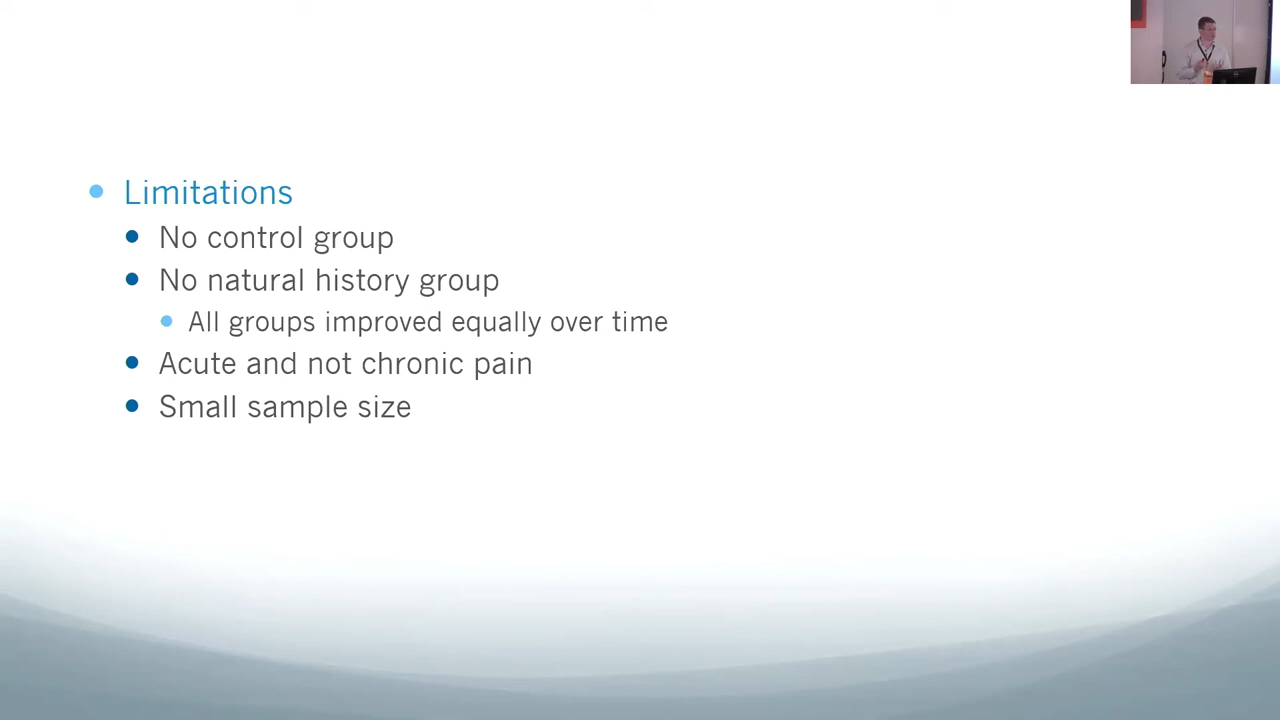 Limitations
No control group
No natural history group
All groups improved equally over time
Acute and not chronic pain
Small sample size